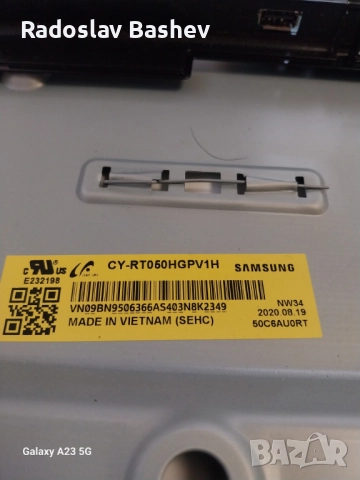 Radoslav Bashev
CY-RT050HGPV1H SAMSUNG
E232198
VN09BN9506366AS403N8K2349
MADE IN VIETNAM (SEHC)
NW34
2020.08.19
50C6AU0RT
Galaxy A23 5G
BAZAR